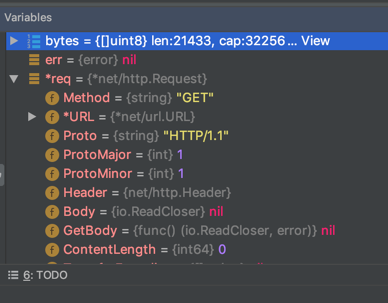 Variables
bytes = {[]uint8} len:21433, cap:32256 ... View
err = {error} nil
*req = {*net/http.Request}
Method = {string} "GET"
*URL = {*net/url.URL}
Proto = {string} "HTTP/1.1"
ProtoMajor = {int} 1
ProtoMinor = {int} 1
Header = {net/http.Header}
Body = {io.ReadCloser} nil
GetBody = {func() (io.ReadCloser, error)} nil
ContentLength = {int64} 0
6: TODO